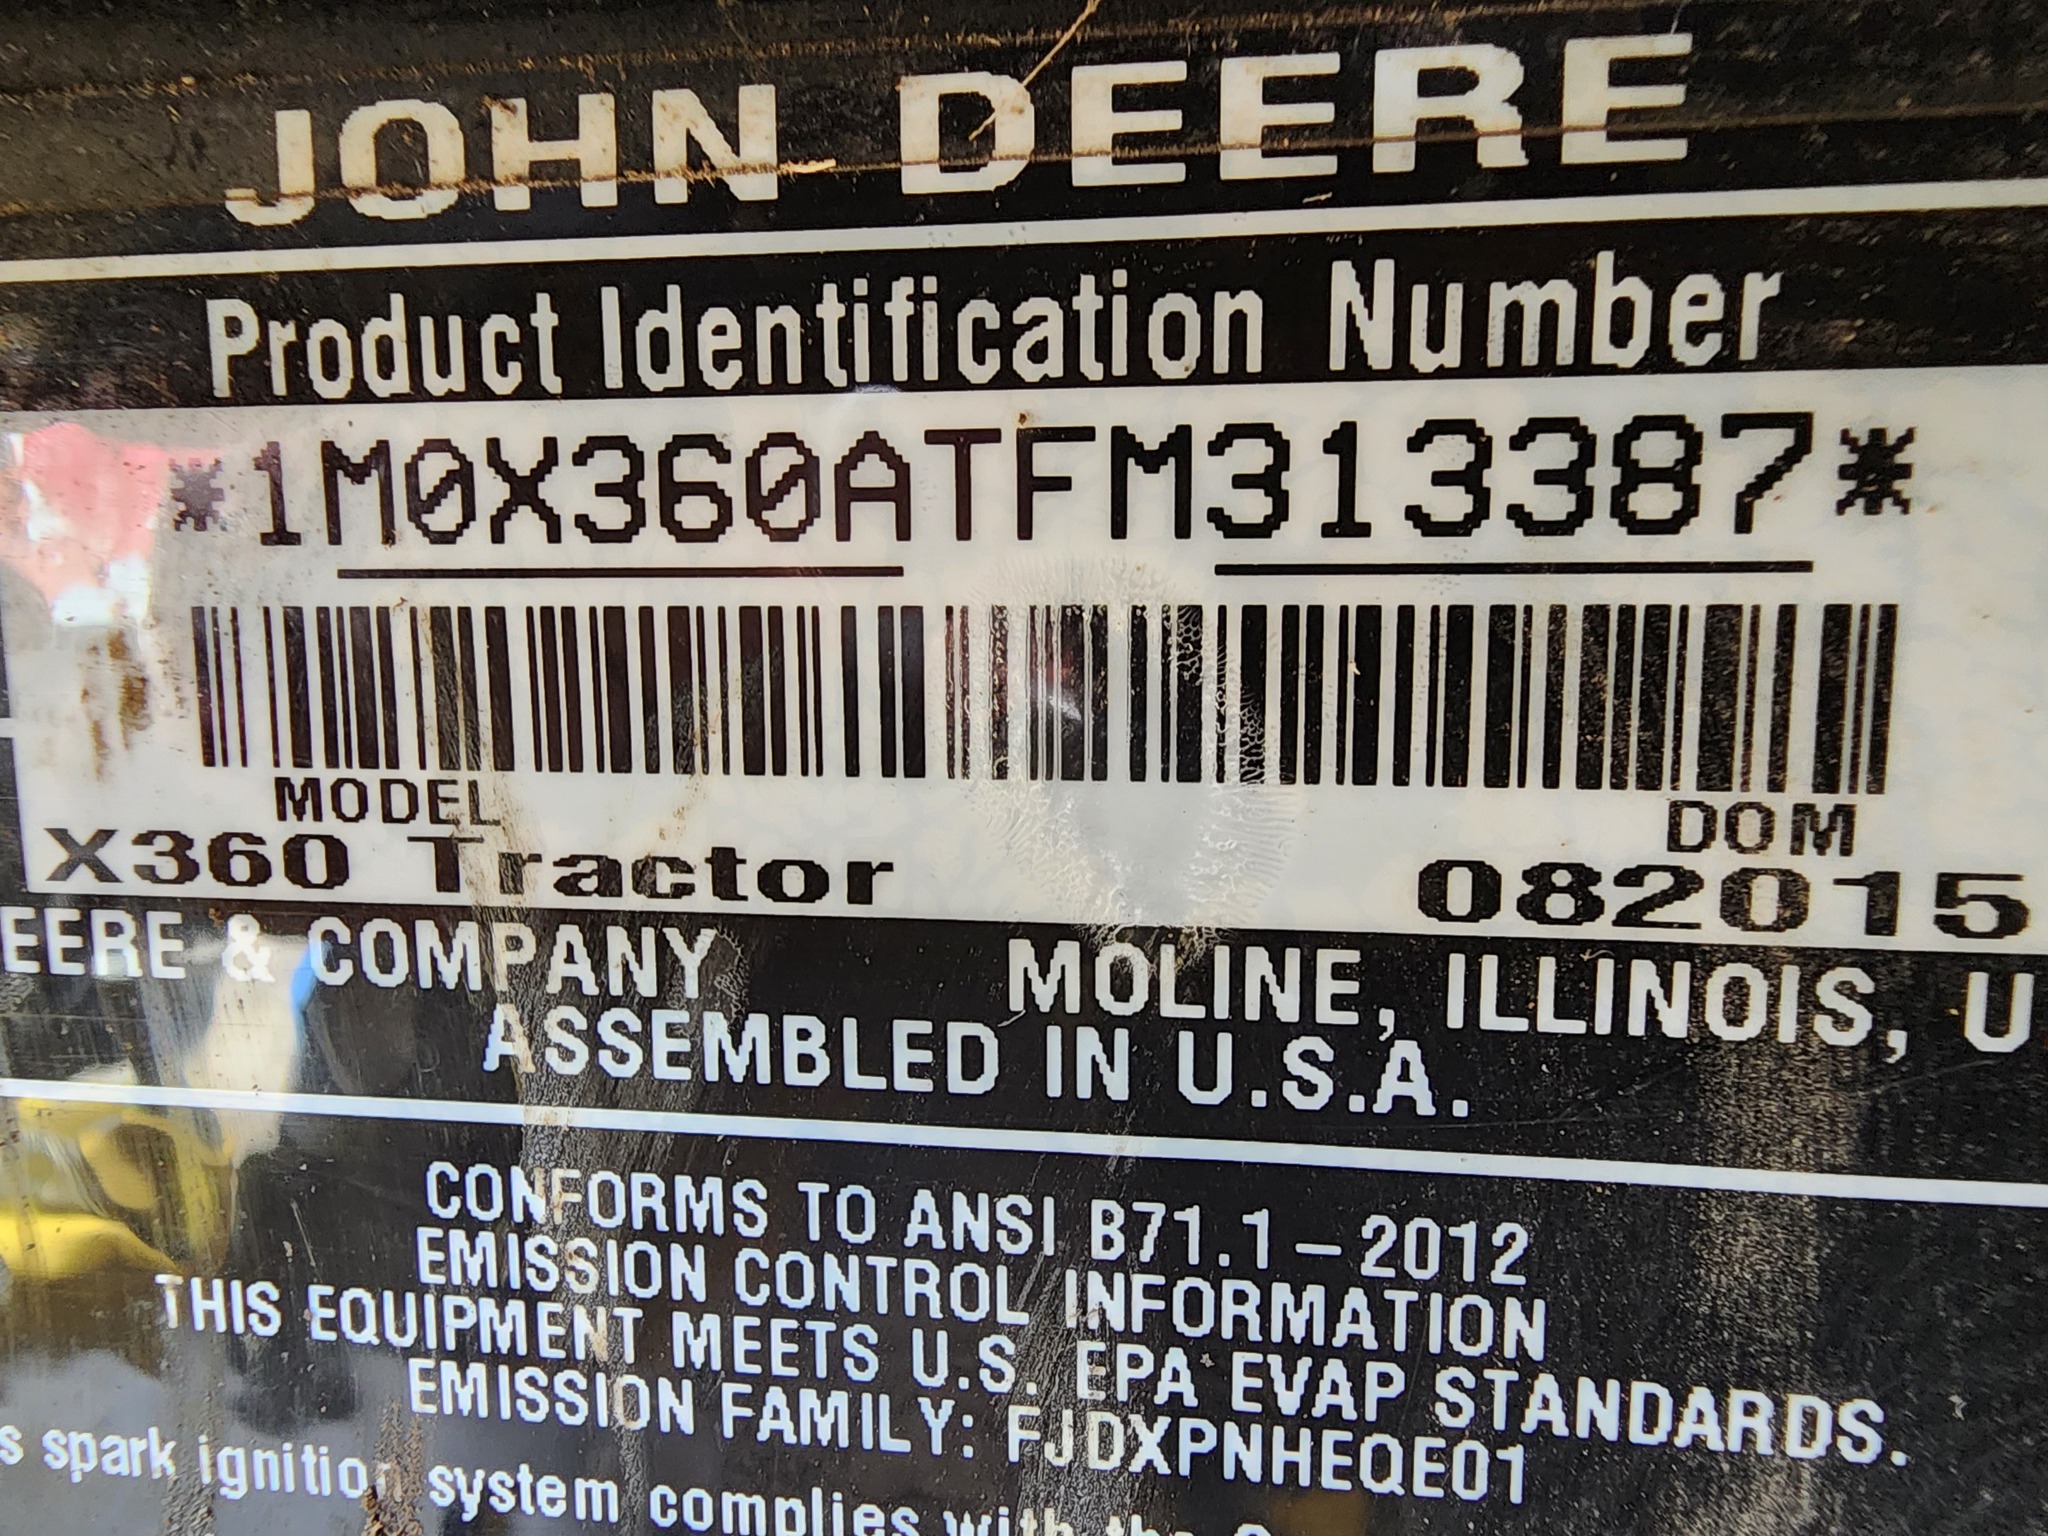 JOHN DEERE
Product Identification Number
*1M0X360ATFM313387*
MODEL DOM
X360 Tractor 082015
EERE & COMPANY MOLINE, ILLINOIS, U
ASSEMBLED IN U.S.A.
CONFORMS TO ANSI B71.1-2012
EMISSION CONTROL INFORMATION
THIS EQUIPMENT MEETS U.S. EPA EVAP STANDARDS.
EMISSION FAMILY: FJDXPNHEQE01
s spark ignition system complies with the